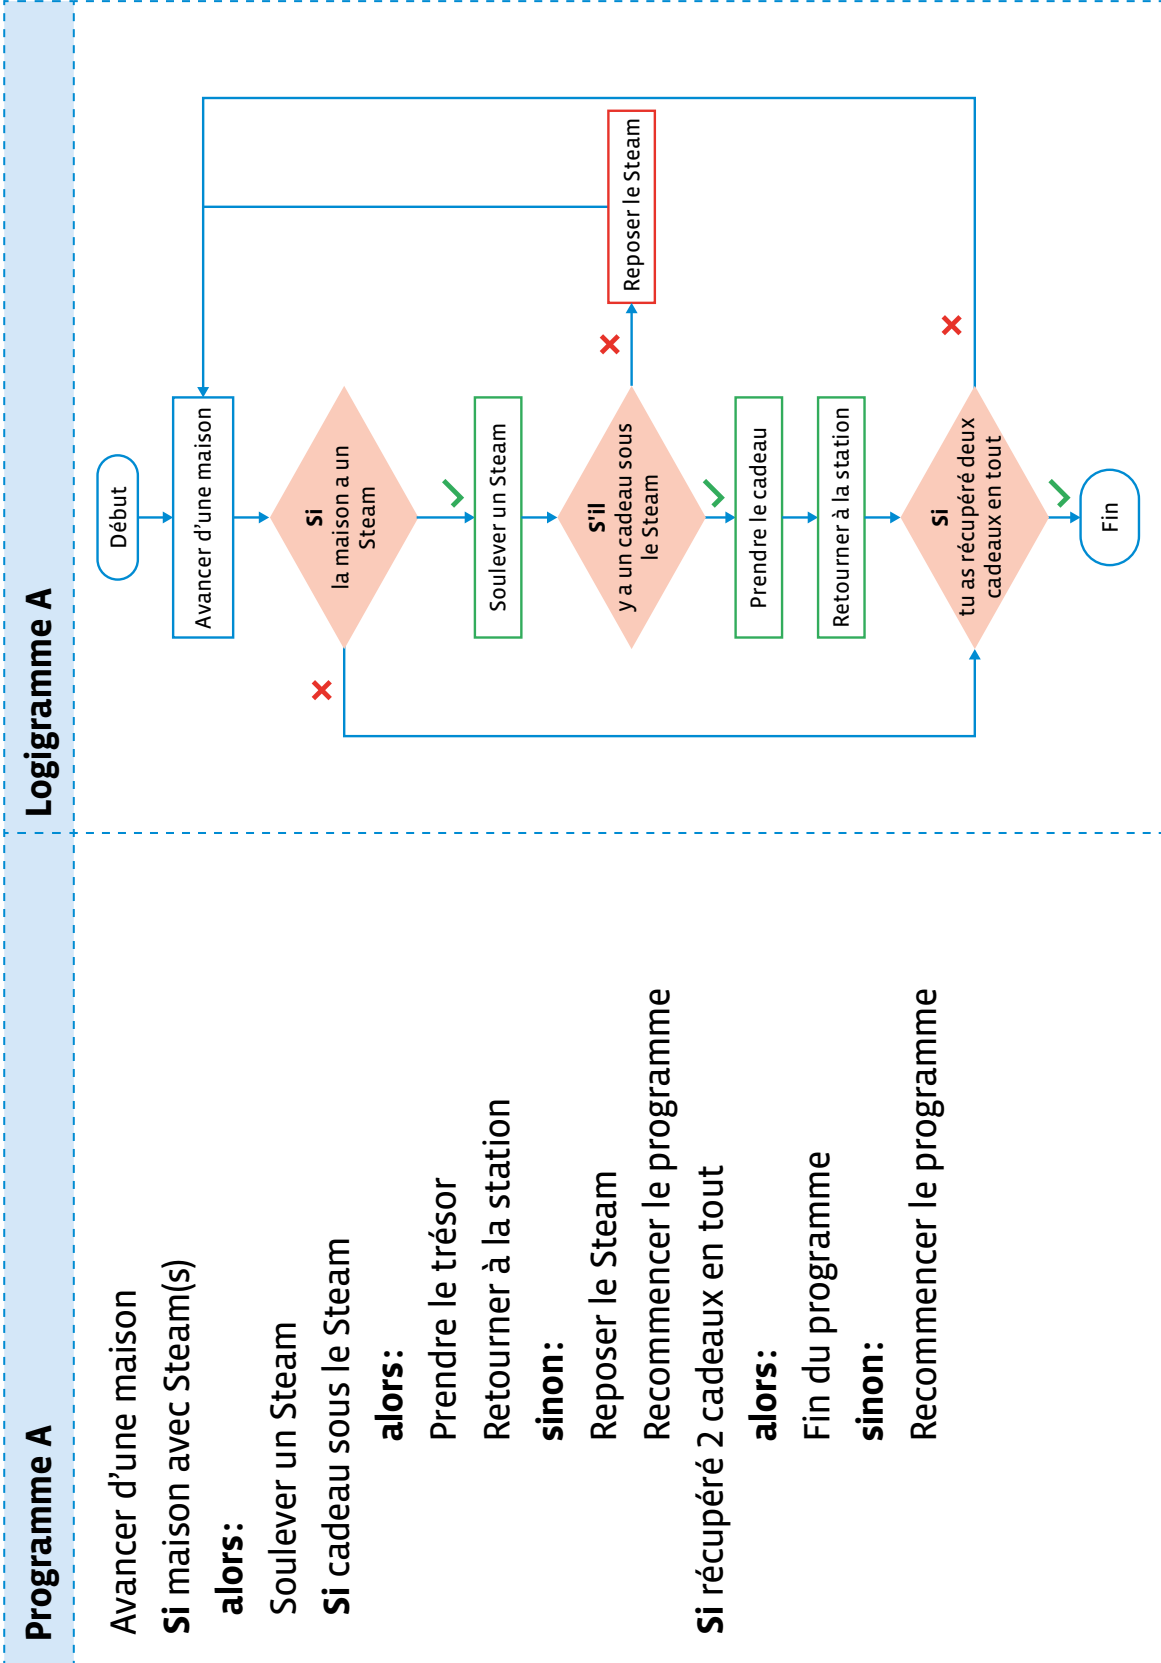 Programme A
Avancer d'une maison
Si maison avec Steam(s)
alors:
Soulever un Steam
Si cadeau sous le Steam
alors:
Prendre le trésor
Retourner à la station
sinon:
Reposer le Steam
Recommencer le programme
Si récupéré 2 cadeaux en tout
alors:
Fin du programme
sinon:
Recommencer le programme
Logigramme A
Début
Avancer d'une maison
Si
la maison a un
Steam
Soulever un Steam
S'il
y a un cadeau sous
le Steam
Reposer le Steam
Prendre le cadeau
Retourner à la station
Si
tu as récupéré deux
cadeaux en tout
Fin